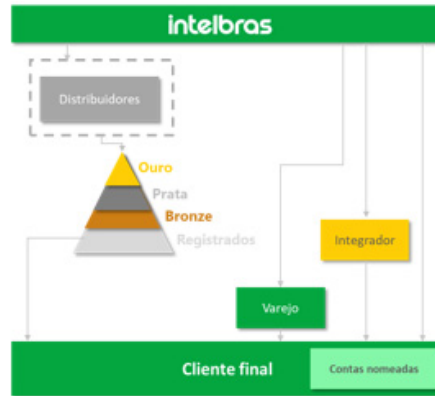 intelbras
Distribuidores
Ouro
Prata
Bronze
Registrados
Integrador
Varejo
Cliente final
Contas nomeadas